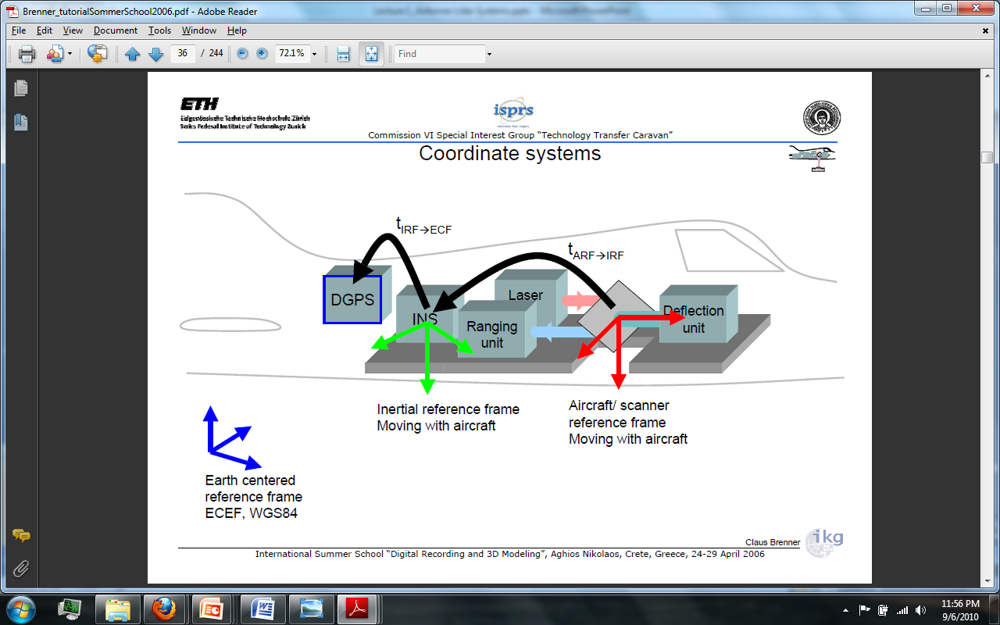 Brenner_tutorialSommerSchool2006.pdf - Adobe Reader
File Edit View Document Tools Window Help
36 / 244 72.1% Find
ETH
Eidgenössische Technische Hochschule Zürich
Swiss Federal Institute of Technology Zurich
isprs
Commission VI Special Interest Group “Technology Transfer Caravan”
Coordinate systems
tIRF→ECF
tARF→IRF
DGPS
INS
Laser
Ranging
unit
Deflection
unit
Inertial reference frame
Moving with aircraft
Aircraft/ scanner
reference frame
Moving with aircraft
Earth centered
reference frame
ECEF, WGS84
Claus Brenner
ikg
International Summer School “Digital Recording and 3D Modeling”, Aghios Nikolaos, Crete, Greece, 24-29 April 2006
11:56 PM
9/6/2010